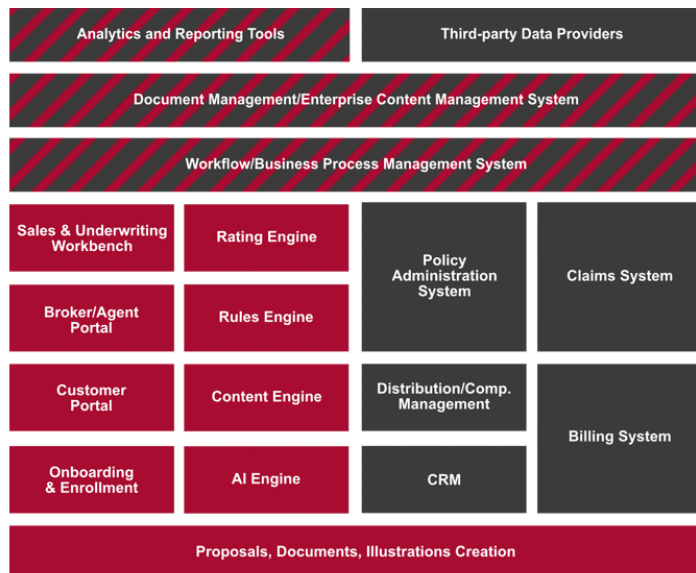 Analytics and Reporting Tools
Third-party Data Providers
Document Management/Enterprise Content Management System
Workflow/Business Process Management System
Sales & Underwriting
Workbench
Rating Engine
Policy
Administration
System
Claims System
Broker/Agent
Portal
Rules Engine
Customer
Portal
Content Engine
Distribution/Comp.
Management
Billing System
Onboarding
& Enrollment
AI Engine
CRM
Proposals, Documents, Illustrations Creation